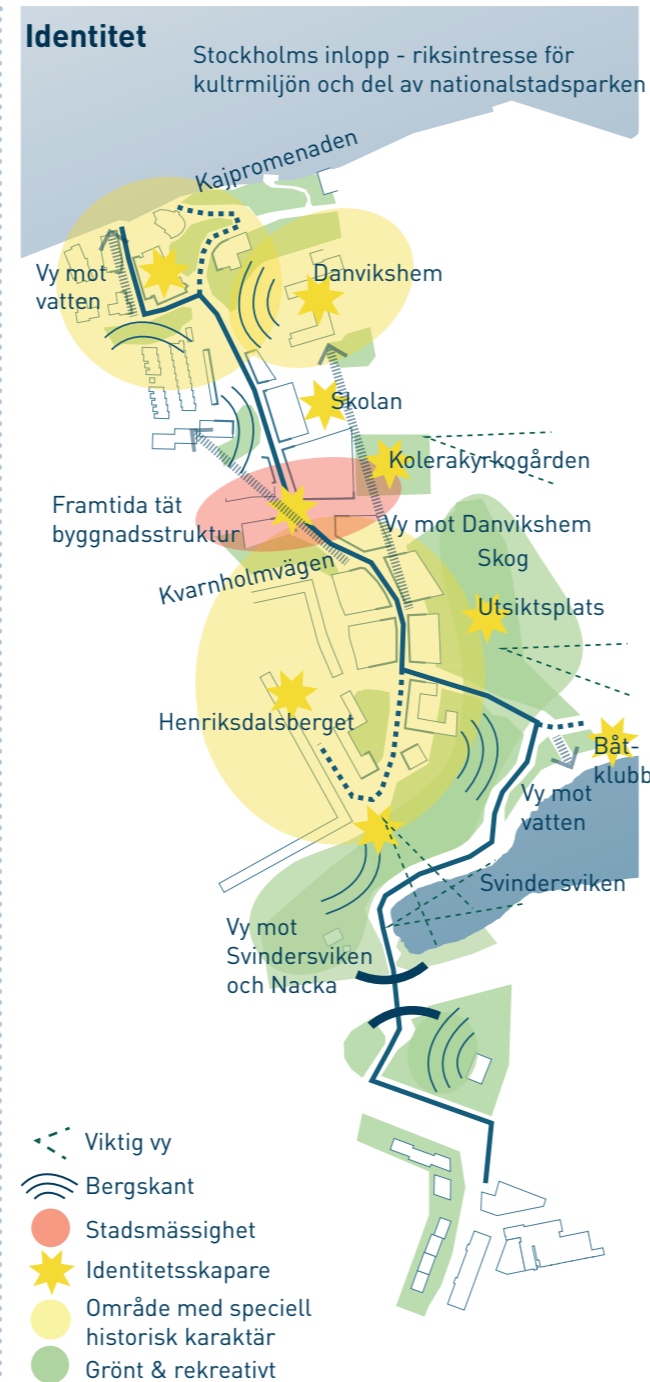 Identitet
Stockholms inlopp - riksintresse för
kultrmiljön och del av nationalstadsparken
Kajpromenaden
Vy mot
vatten
Danvikshem
Skolan
Kolerakyrkogården
Framtida tät
byggnadsstruktur
Vy mot Danvikshem
Skog
Kvarnholmvägen
Utsiktsplats
Henriksdalsberget
Båt-
klubb
Vy mot
vatten
Svindersviken
Vy mot
Svindersviken
och Nacka
Viktig vy
Bergskant
Stadsmässighet
Identitetsskapare
Område med speciell
historisk karaktär
Grönt & rekreativt